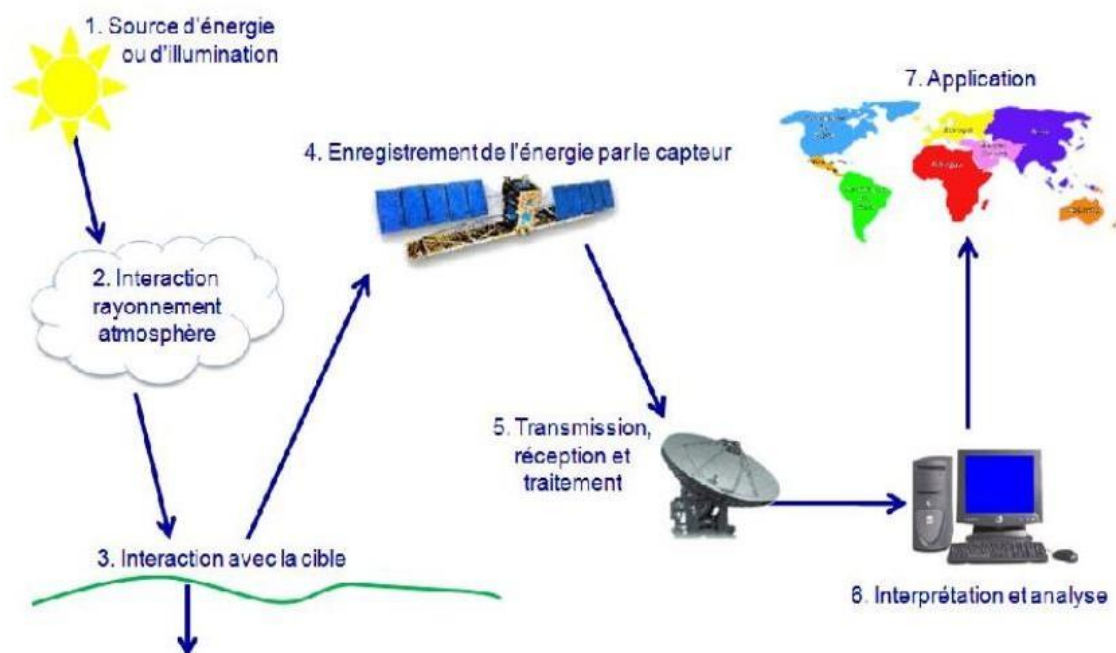 1. Source d'énergie
ou d'illumination
2. Interaction
rayonnement
atmosphère
3. Interaction avec la cible
4. Enregistrement de l'énergie par le capteur
5. Transmission,
réception et
traitement
6. Interprétation et analyse
7. Application